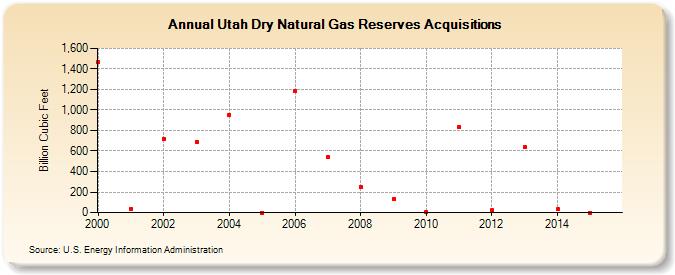 Annual Utah Dry Natural Gas Reserves Acquisitions
Billion Cubic Feet
1,600
1,400
1,200
1,000
800
600
400
200
0
2000 2002 2004 2006 2008 2010 2012 2014
Source: U.S. Energy Information Administration